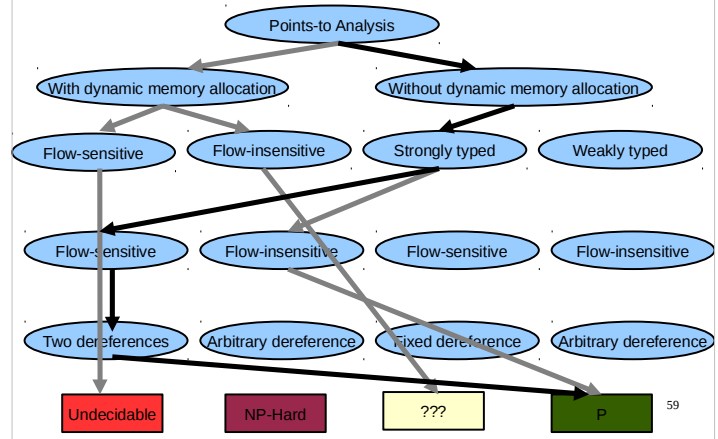 Points-to Analysis
With dynamic memory allocation
Without dynamic memory allocation
Flow-sensitive
Flow-insensitive
Strongly typed
Weakly typed
Flow-sensitive
Flow-insensitive
Flow-sensitive
Flow-insensitive
Two dereferences
Arbitrary dereference
Fixed dereference
Arbitrary dereference
Undecidable
NP-Hard
???
P
59